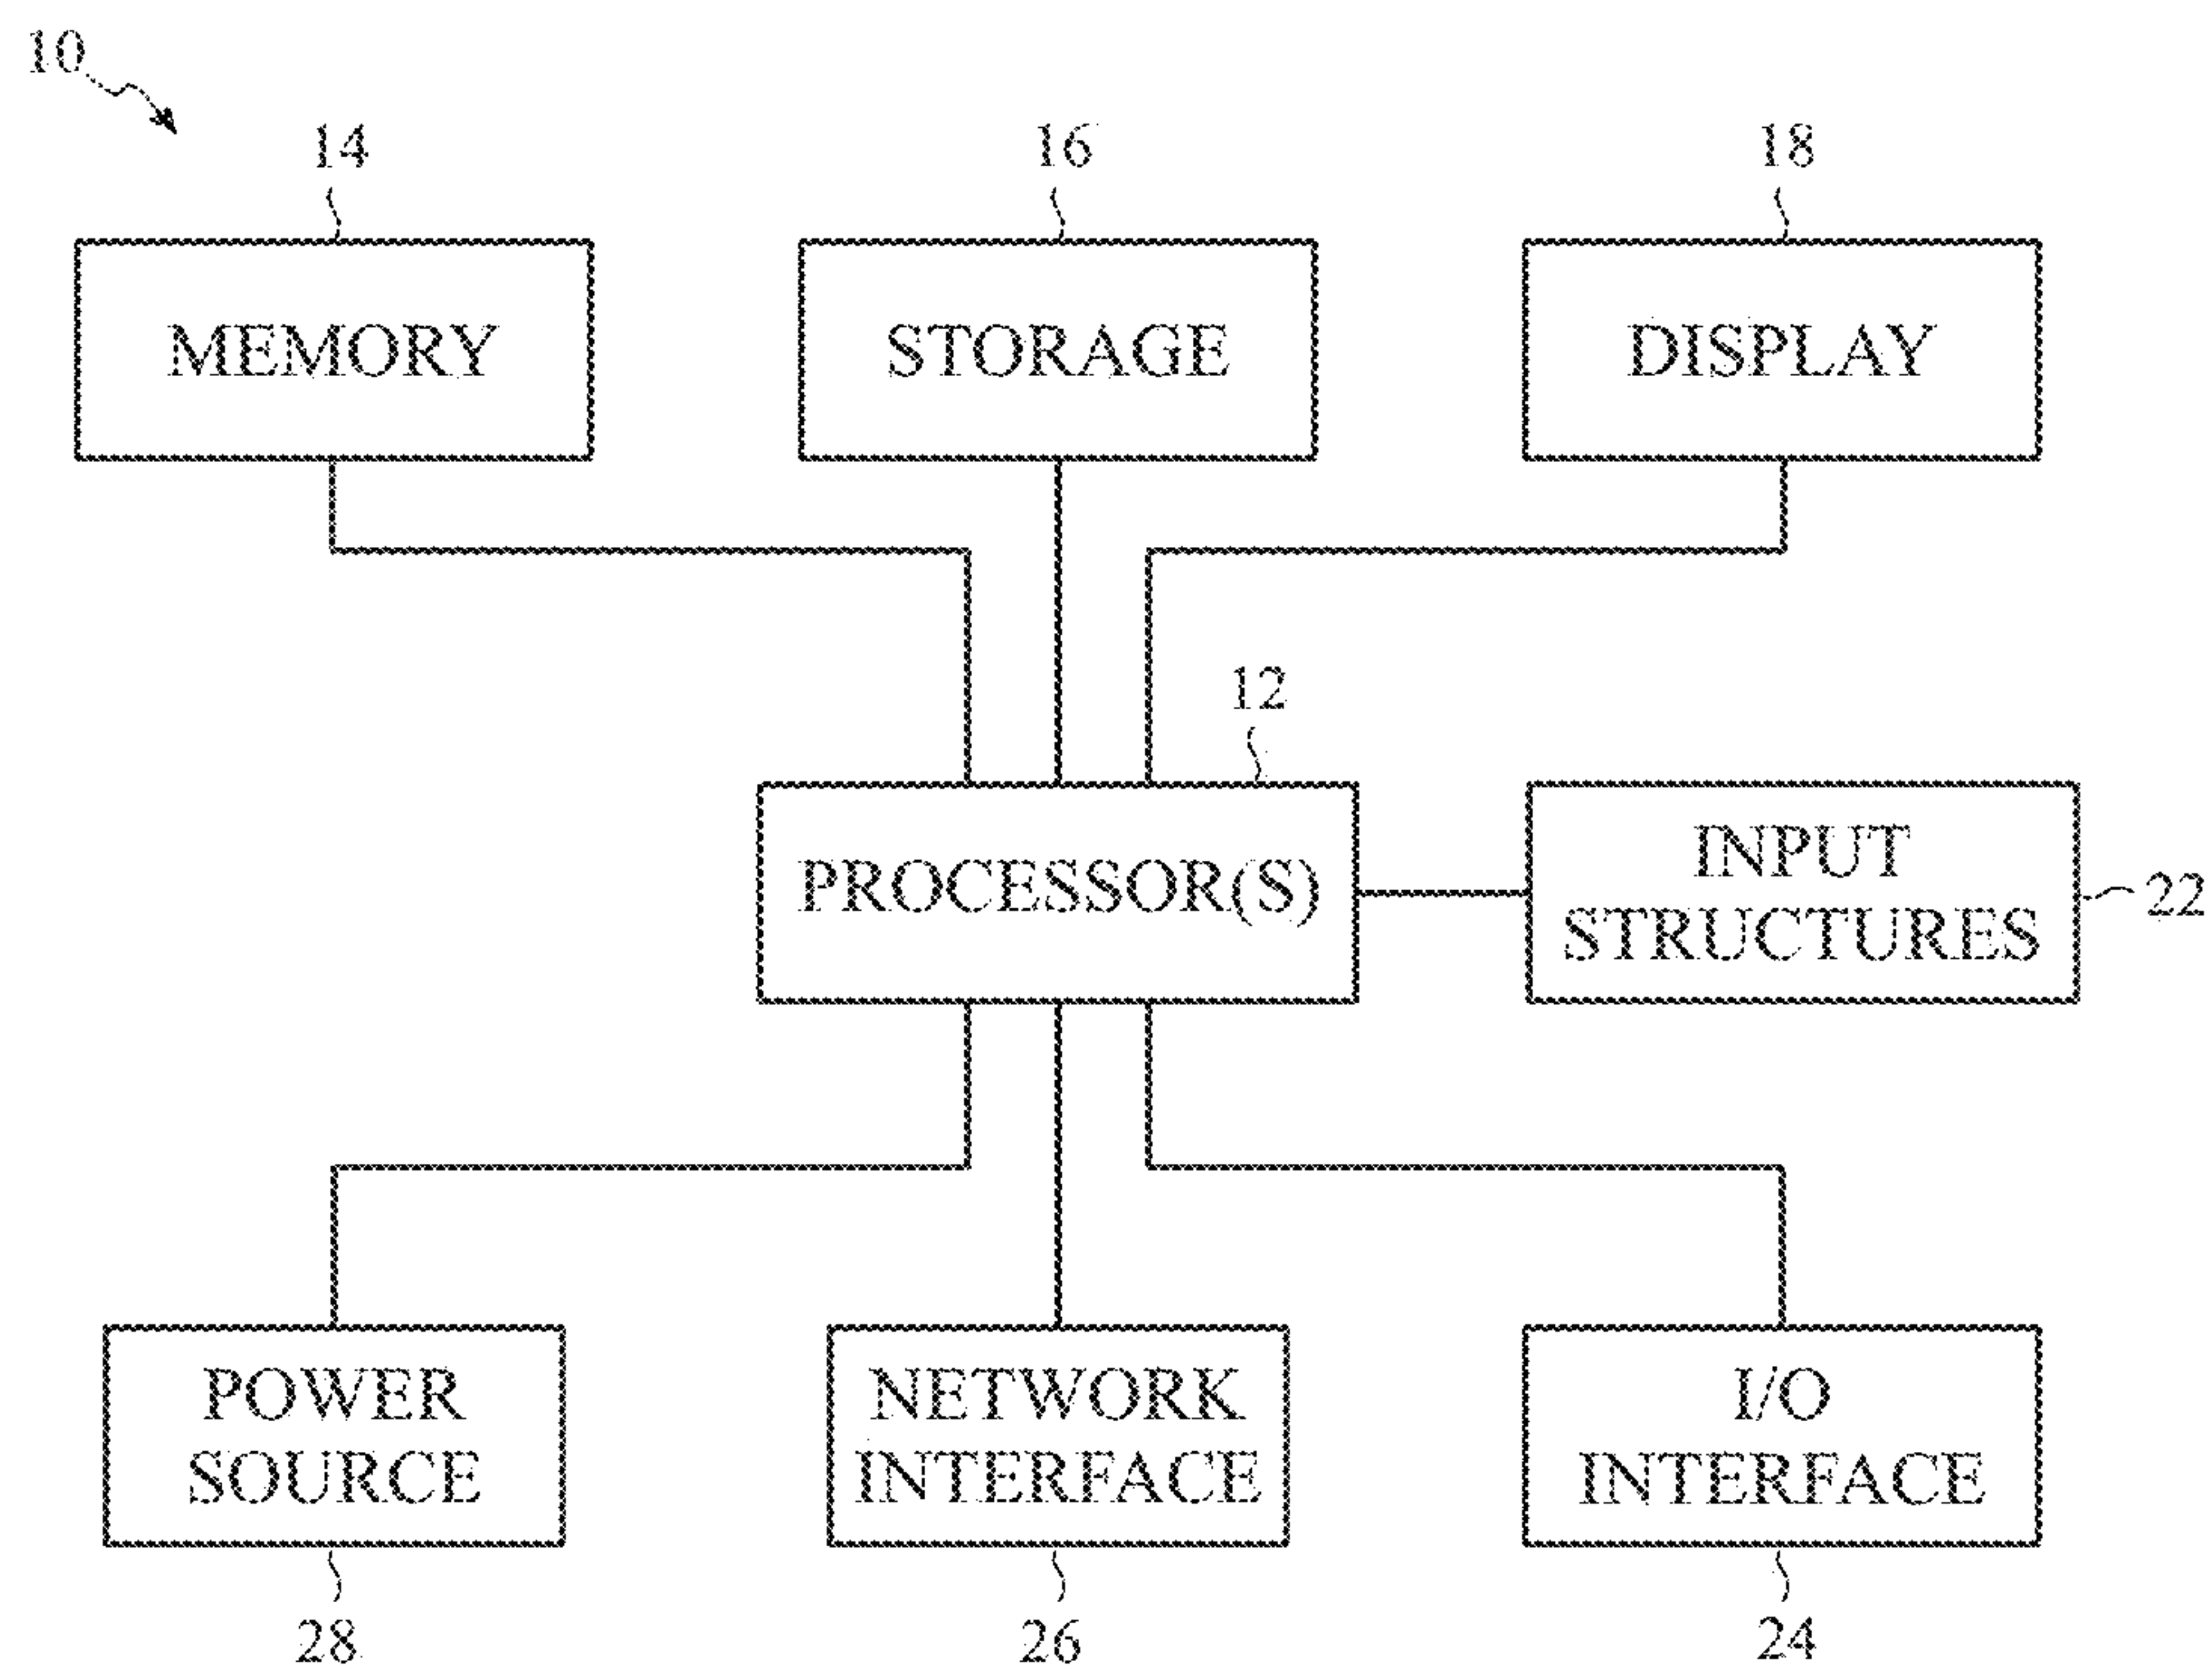 10
14
16
18
MEMORY
STORAGE
DISPLAY
12
PROCESSOR(S)
INPUT
STRUCTURES
22
POWER
SOURCE
NETWORK
INTERFACE
I/O
INTERFACE
28
26
24